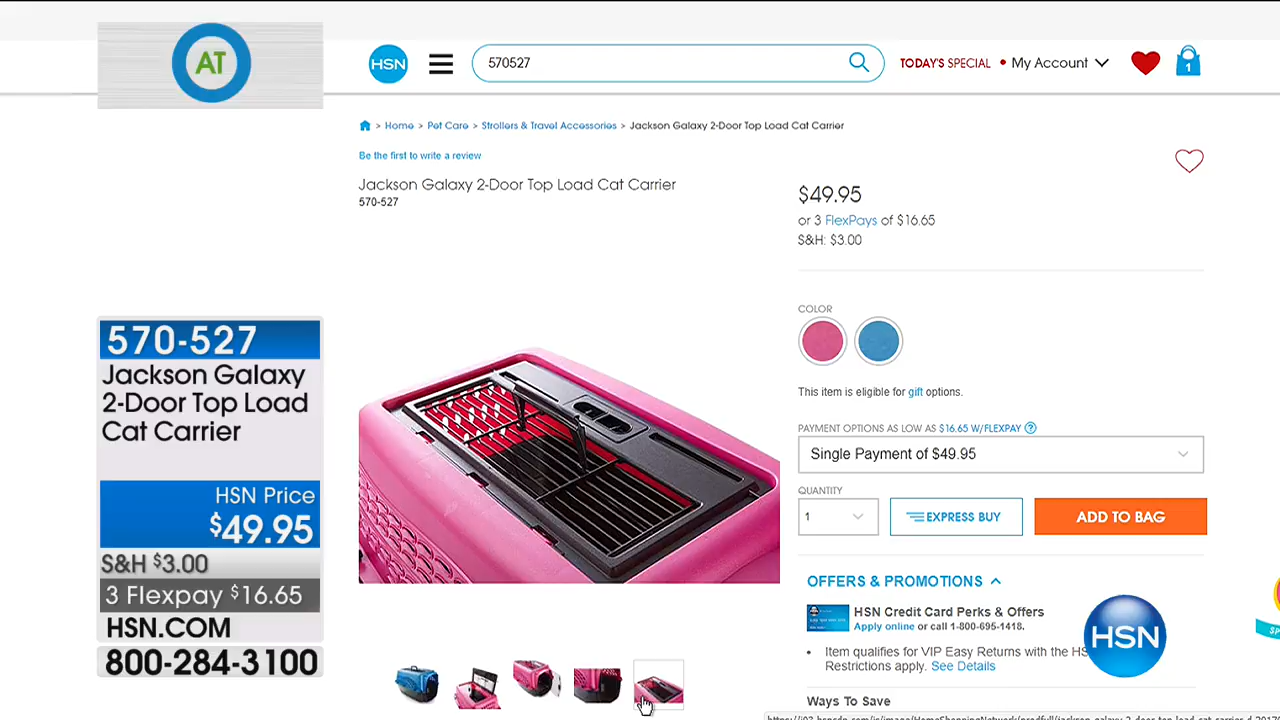 AT
HSN
570527
TODAY'S SPECIAL • My Account
1
> Home > Pet Care > Strollers & Travel Accessories > Jackson Galaxy 2-Door Top Load Cat Carrier
Be the first to write a review
Jackson Galaxy 2-Door Top Load Cat Carrier
570-527
$49.95
or 3 FlexPays of $16.65
S&H: $3.00
COLOR
This item is eligible for gift options.
PAYMENT OPTIONS AS LOW AS $16.65 W/FLEXPAY ?
Single Payment of $49.95
QUANTITY
1
EXPRESS BUY
ADD TO BAG
OFFERS & PROMOTIONS
HSN Credit Card Perks & Offers
Apply online or call 1-800-695-1418.
• Item qualifies for VIP Easy Returns with the HS
Restrictions apply. See Details
HSN
Ways To Save
570-527
Jackson Galaxy
2-Door Top Load
Cat Carrier
HSN Price
$49.95
S&H $3.00
3 Flexpay $16.65
HSN.COM
800-284-3100